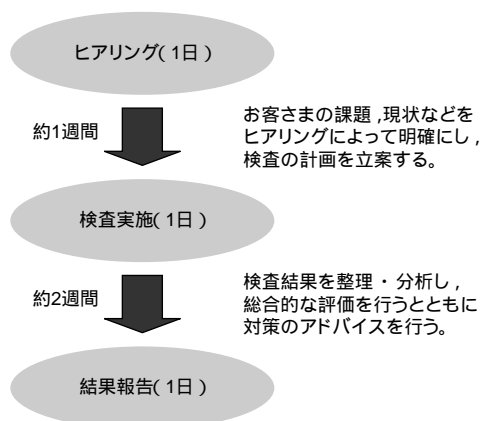 ヒアリング(1日)
約1週間
お客さまの課題,現状などを
ヒアリングによって明確にし,
検査の計画を立案する。
検査実施(1日)
約2週間
検査結果を整理・分析し,
総合的な評価を行うとともに
対策のアドバイスを行う。
結果報告(1日)